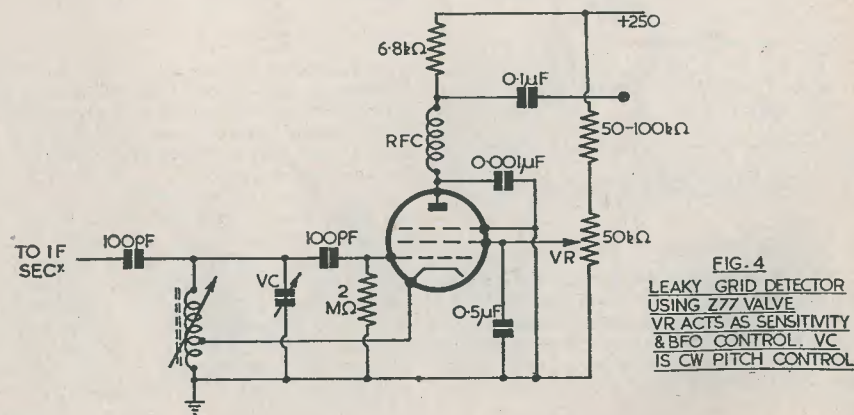 +250
6.8kΩ
0.1µF
50-100kΩ
RFC
0.001µF
TO IF
SECʸ
100PF
100PF
VC
2
MΩ
VR
50kΩ
0.5µF
FIG. 4
LEAKY GRID DETECTOR
USING Z77 VALVE
VR ACTS AS SENSITIVITY
& BFO CONTROL. VC
IS CW PITCH CONTROL